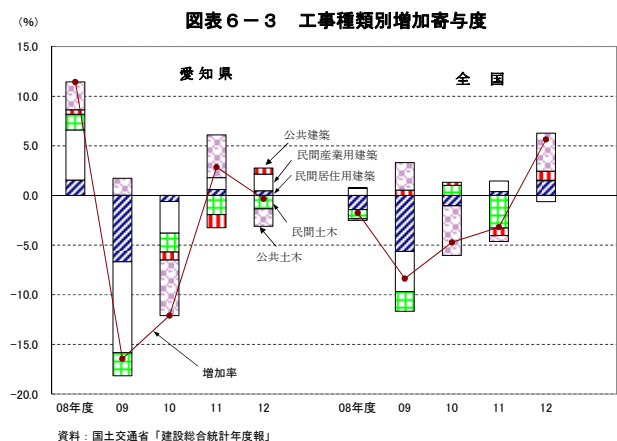 図表６－３　工事種類別増加寄与度
（%）
15.0
10.0
5.0
0.0
−5.0
−10.0
−15.0
−20.0
愛 知 県
全　国
公共建築
民間産業用建築
民間居住用建築
民間土木
公共土木
増加率
08年度 09 10 11 12 08年度 09 10 11 12
資料：国土交通省「建設総合統計年度報」